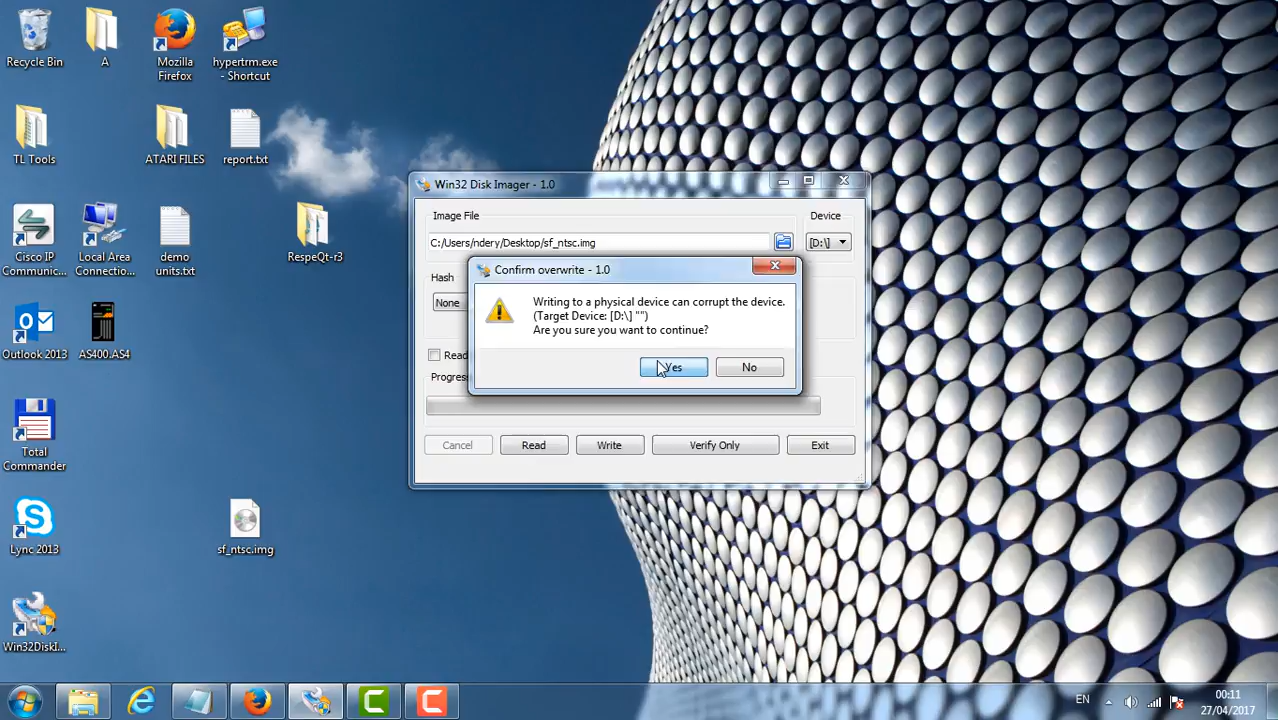 Recycle Bin
A
Mozilla
Firefox
hypertrm.exe
- Shortcut
TL Tools
ATARI FILES
report.txt
Cisco IP
Communic...
Local Area
Connectio...
demo
units.txt
RespeQt-r3
Outlook 2013
AS400.AS4
Total
Commander
Lync 2013
sf_ntsc.img
Win32DiskI...
Win32 Disk Imager - 1.0
Image File
Device
C:/Users/ndery/Desktop/sf_ntsc.img
[D:\]
Hash
None
Confirm overwrite - 1.0
Writing to a physical device can corrupt the device.
(Target Device: [D:\] "")
Are you sure you want to continue?
Yes
No
Read
Progres
Cancel
Read
Write
Verify Only
Exit
EN
00:11
27/04/2017